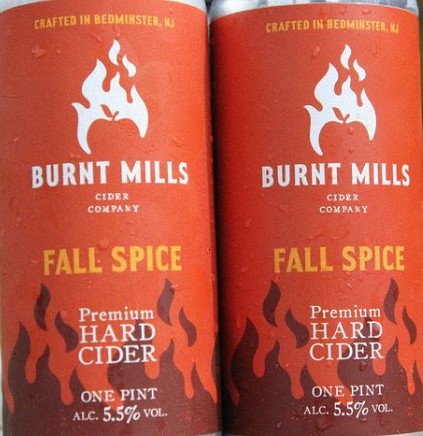 CRAFTED IN BEDMINSTER, NJ
BURNT MILLS
CIDER
COMPANY
FALL SPICE
Premium
HARD
CIDER
ONE PINT
ALC. 5.5% VOL.
CRAFTED IN BEDMINSTER, NJ
BURNT MILLS
CIDER
COMPANY
FALL SPICE
Premium
HARD
CIDER
ONE PINT
ALC. 5.5% VOL.